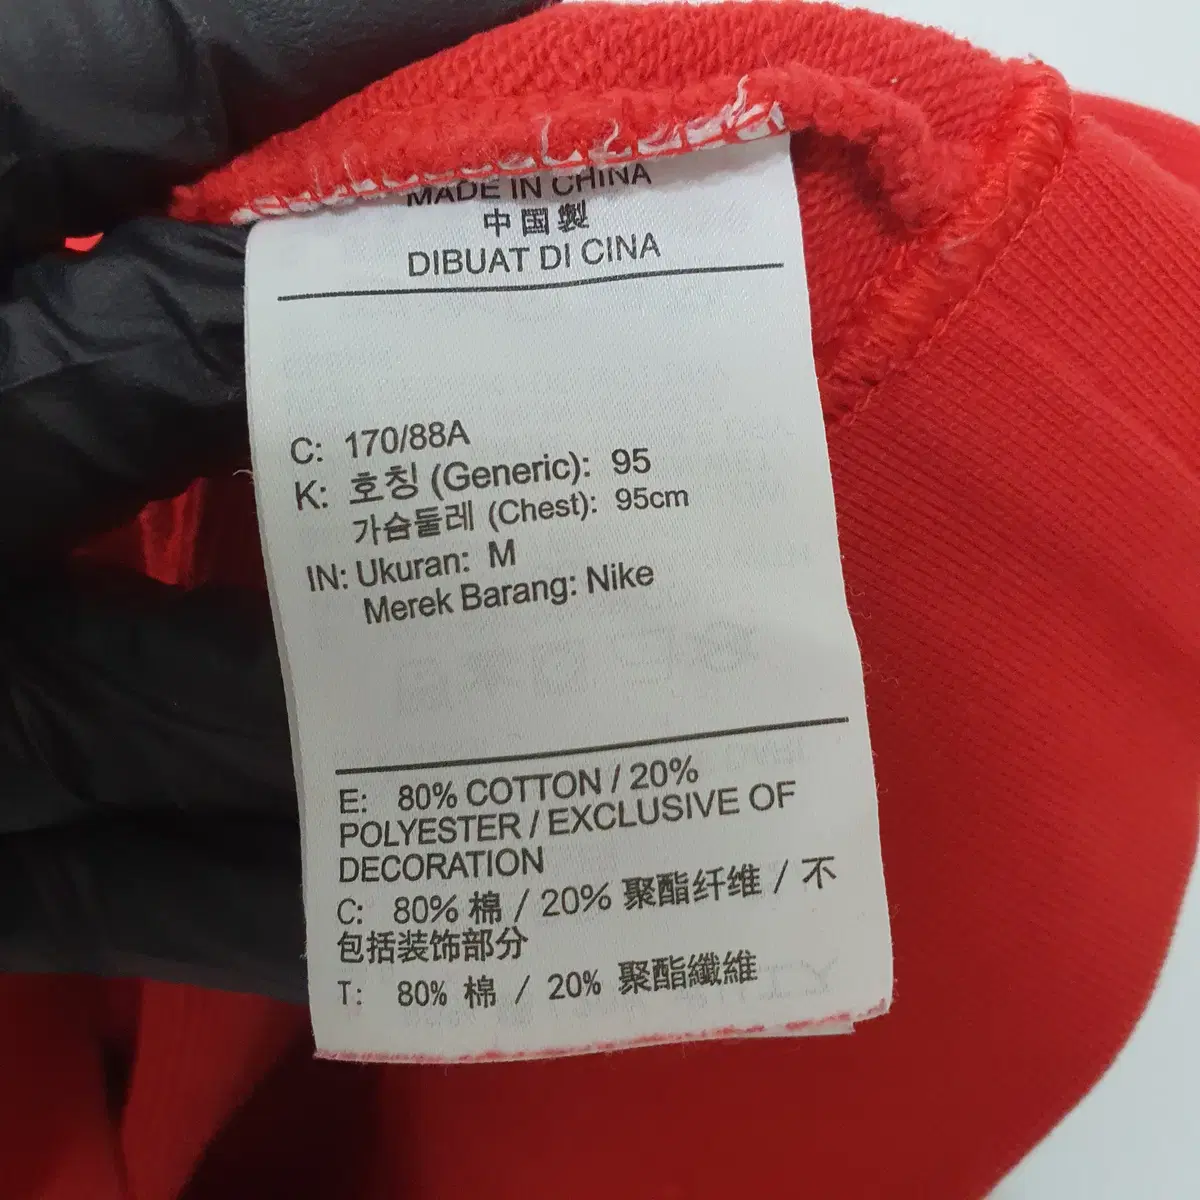 MADE IN CHINA
中国製
DIBUAT DI CINA
C: 170/88A
K: 호칭 (Generic): 95
가슴둘레 (Chest): 95cm
IN: Ukuran: M
Merek Barang: Nike
E: 80% COTTON / 20%
POLYESTER / EXCLUSIVE OF
DECORATION
C: 80% 棉 / 20% 聚酯纤维 / 不
包括装饰部分
T: 80% 棉 / 20% 聚酯纖維